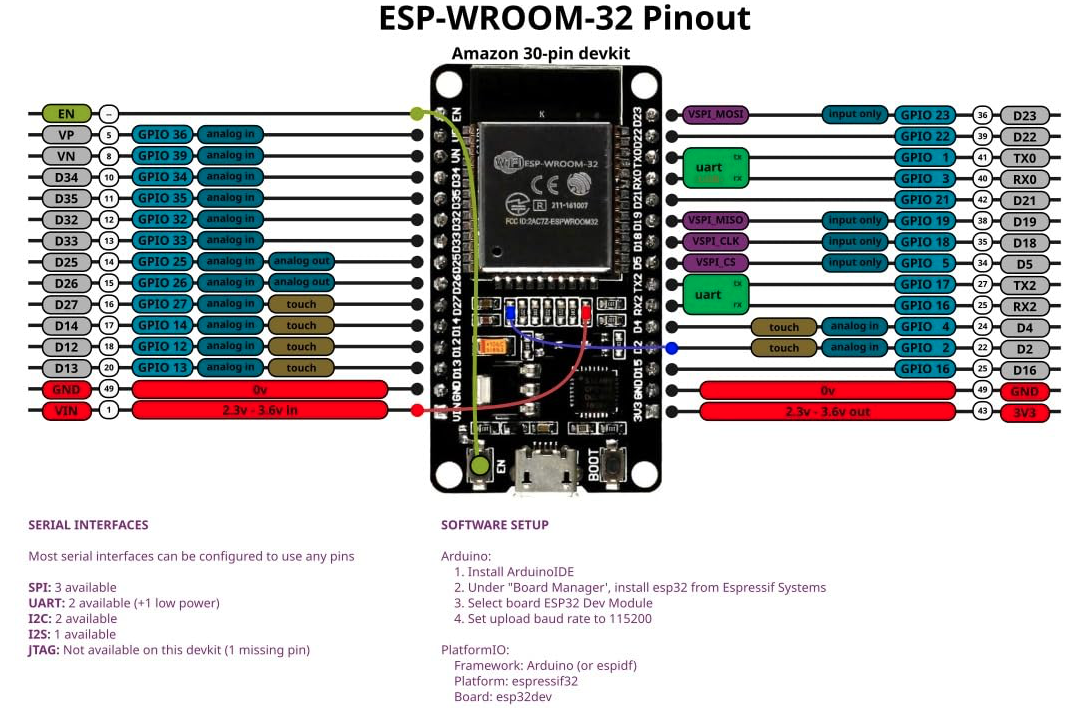 ESP-WROOM-32 Pinout
Amazon 30-pin devkit
EN --
VP 5 GPIO 36 analog in
VN 8 GPIO 39 analog in
D34 10 GPIO 34 analog in
D35 11 GPIO 35 analog in
D32 12 GPIO 32 analog in
D33 13 GPIO 33 analog in
D25 14 GPIO 25 analog in analog out
D26 15 GPIO 26 analog in analog out
D27 16 GPIO 27 analog in touch
D14 17 GPIO 14 analog in touch
D12 18 GPIO 12 analog in touch
D13 20 GPIO 13 analog in touch
GND 49 0v
VIN 1 2.3v - 3.6v in
EN
UN
D34
D35
D32
D33
D25
D26
D27
D14
D12
D13
GND
VIN
K
WiFi ESP-WROOM-32
CE
R 211-161007
FCC ID:2AC7Z-ESPWROOM32
D23
D22
TX0
RX0
D21
D19
D18
D5
TX2
RX2
D4
D2
D15
GND
3V3
EN
BOOT
VSPI_MOSI input only GPIO 23 36 D23
GPIO 22 39 D22
uart TX GPIO 1 41 TX0
RX GPIO 3 40 RX0
GPIO 21 42 D21
VSPI_MISO input only GPIO 19 38 D19
VSPI_CLK input only GPIO 18 35 D18
VSPI_CS input only GPIO 5 34 D5
uart TX GPIO 17 27 TX2
RX GPIO 16 25 RX2
touch analog in GPIO 4 24 D4
touch analog in GPIO 2 22 D2
GPIO 16 25 D16
0v 49 GND
2.3v - 3.6v out 43 3V3
SERIAL INTERFACES
Most serial interfaces can be configured to use any pins
SPI: 3 available
UART: 2 available (+1 low power)
I2C: 2 available
I2S: 1 available
JTAG: Not available on this devkit (1 missing pin)
SOFTWARE SETUP
Arduino:
1. Install ArduinoIDE
2. Under "Board Manager', install esp32 from Espressif Systems
3. Select board ESP32 Dev Module
4. Set upload baud rate to 115200
PlatformIO:
Framework: Arduino (or espidf)
Platform: espressif32
Board: esp32dev